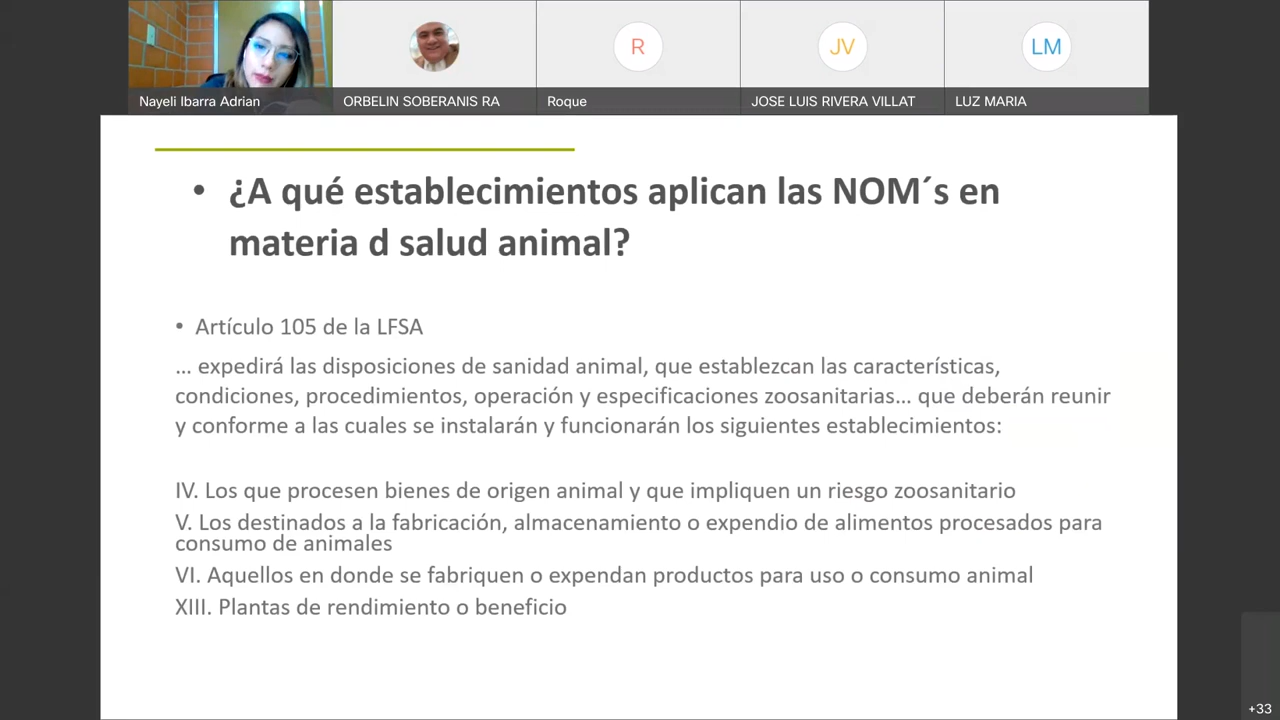 Nayeli Ibarra Adrian
ORBELIN SOBERANIS RA
R
Roque
JV
JOSE LUIS RIVERA VILLAT
LM
LUZ MARIA
• ¿A qué establecimientos aplican las NOM´s en
materia d salud animal?
• Artículo 105 de la LFSA
... expedirá las disposiciones de sanidad animal, que establezcan las características,
condiciones, procedimientos, operación y especificaciones zoosanitarias... que deberán reunir
y conforme a las cuales se instalarán y funcionarán los siguientes establecimientos:
IV. Los que procesen bienes de origen animal y que impliquen un riesgo zoosanitario
V. Los destinados a la fabricación, almacenamiento o expendio de alimentos procesados para
consumo de animales
VI. Aquellos en donde se fabriquen o expendan productos para uso o consumo animal
XIII. Plantas de rendimiento o beneficio
+33